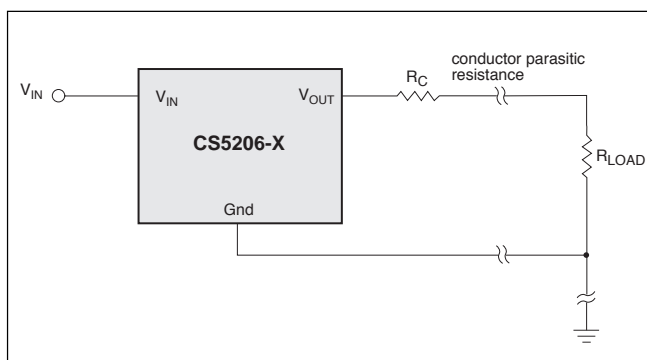 conductor parasitic
resistance
R_C
V_IN
V_IN
V_OUT
CS5206-X
R_LOAD
Gnd